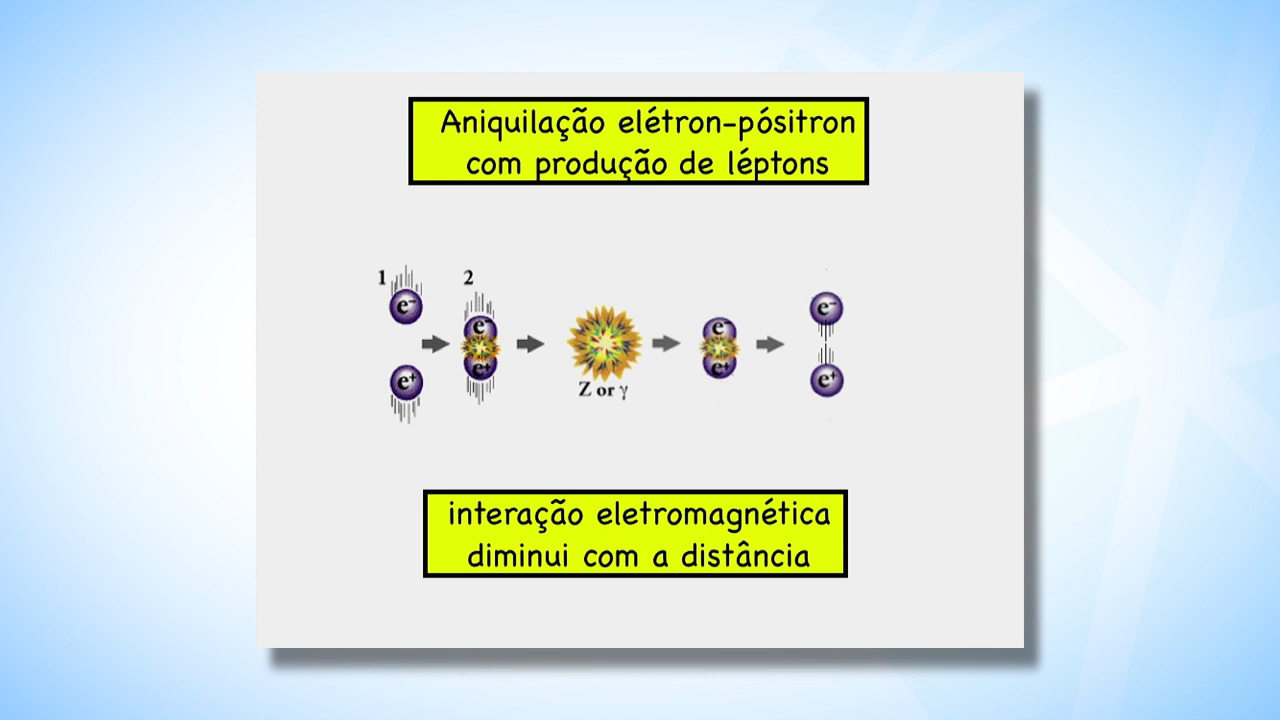 Aniquilação elétron-pósitron
com produção de léptons
1
2
e⁻
e⁺
e⁻
e⁺
Z or γ
e⁻
e⁺
e⁻
e⁺
interação eletromagnética
diminui com a distância